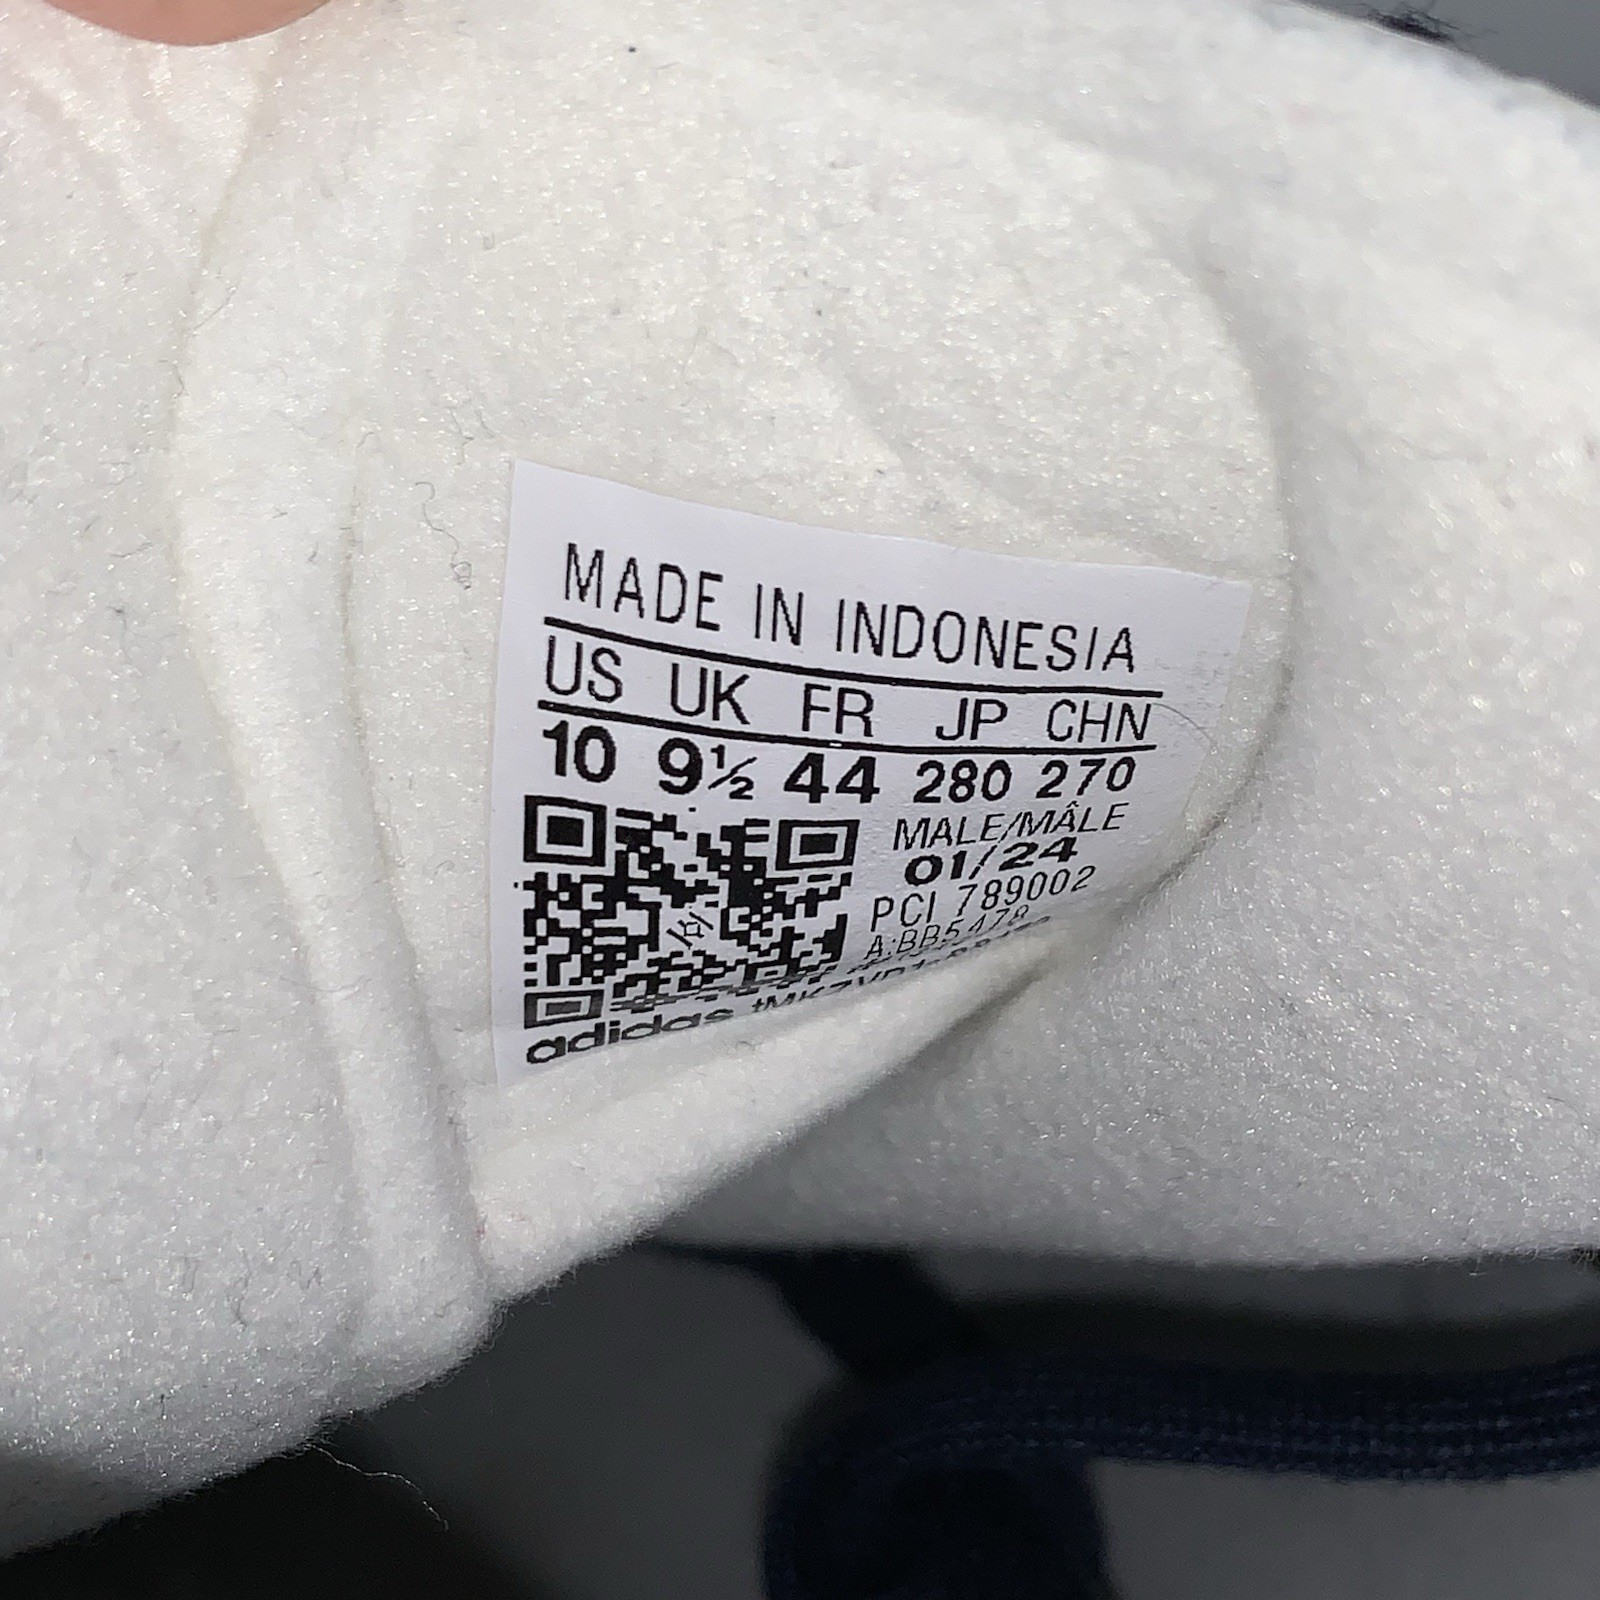 MADE IN INDONESIA
US UK FR JP CHN
10 9½ 44 280 270
MALE/MÂLE
01/24
PCI 789002
A:BB5478
adidas